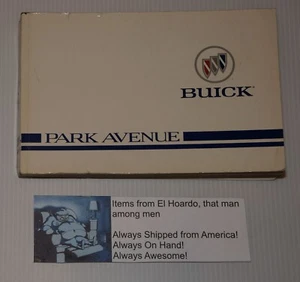 BUICK
PARK AVENUE
Items from El Hoardo, that man
among men
Always Shipped from America!
Always On Hand!
Always Awesome!